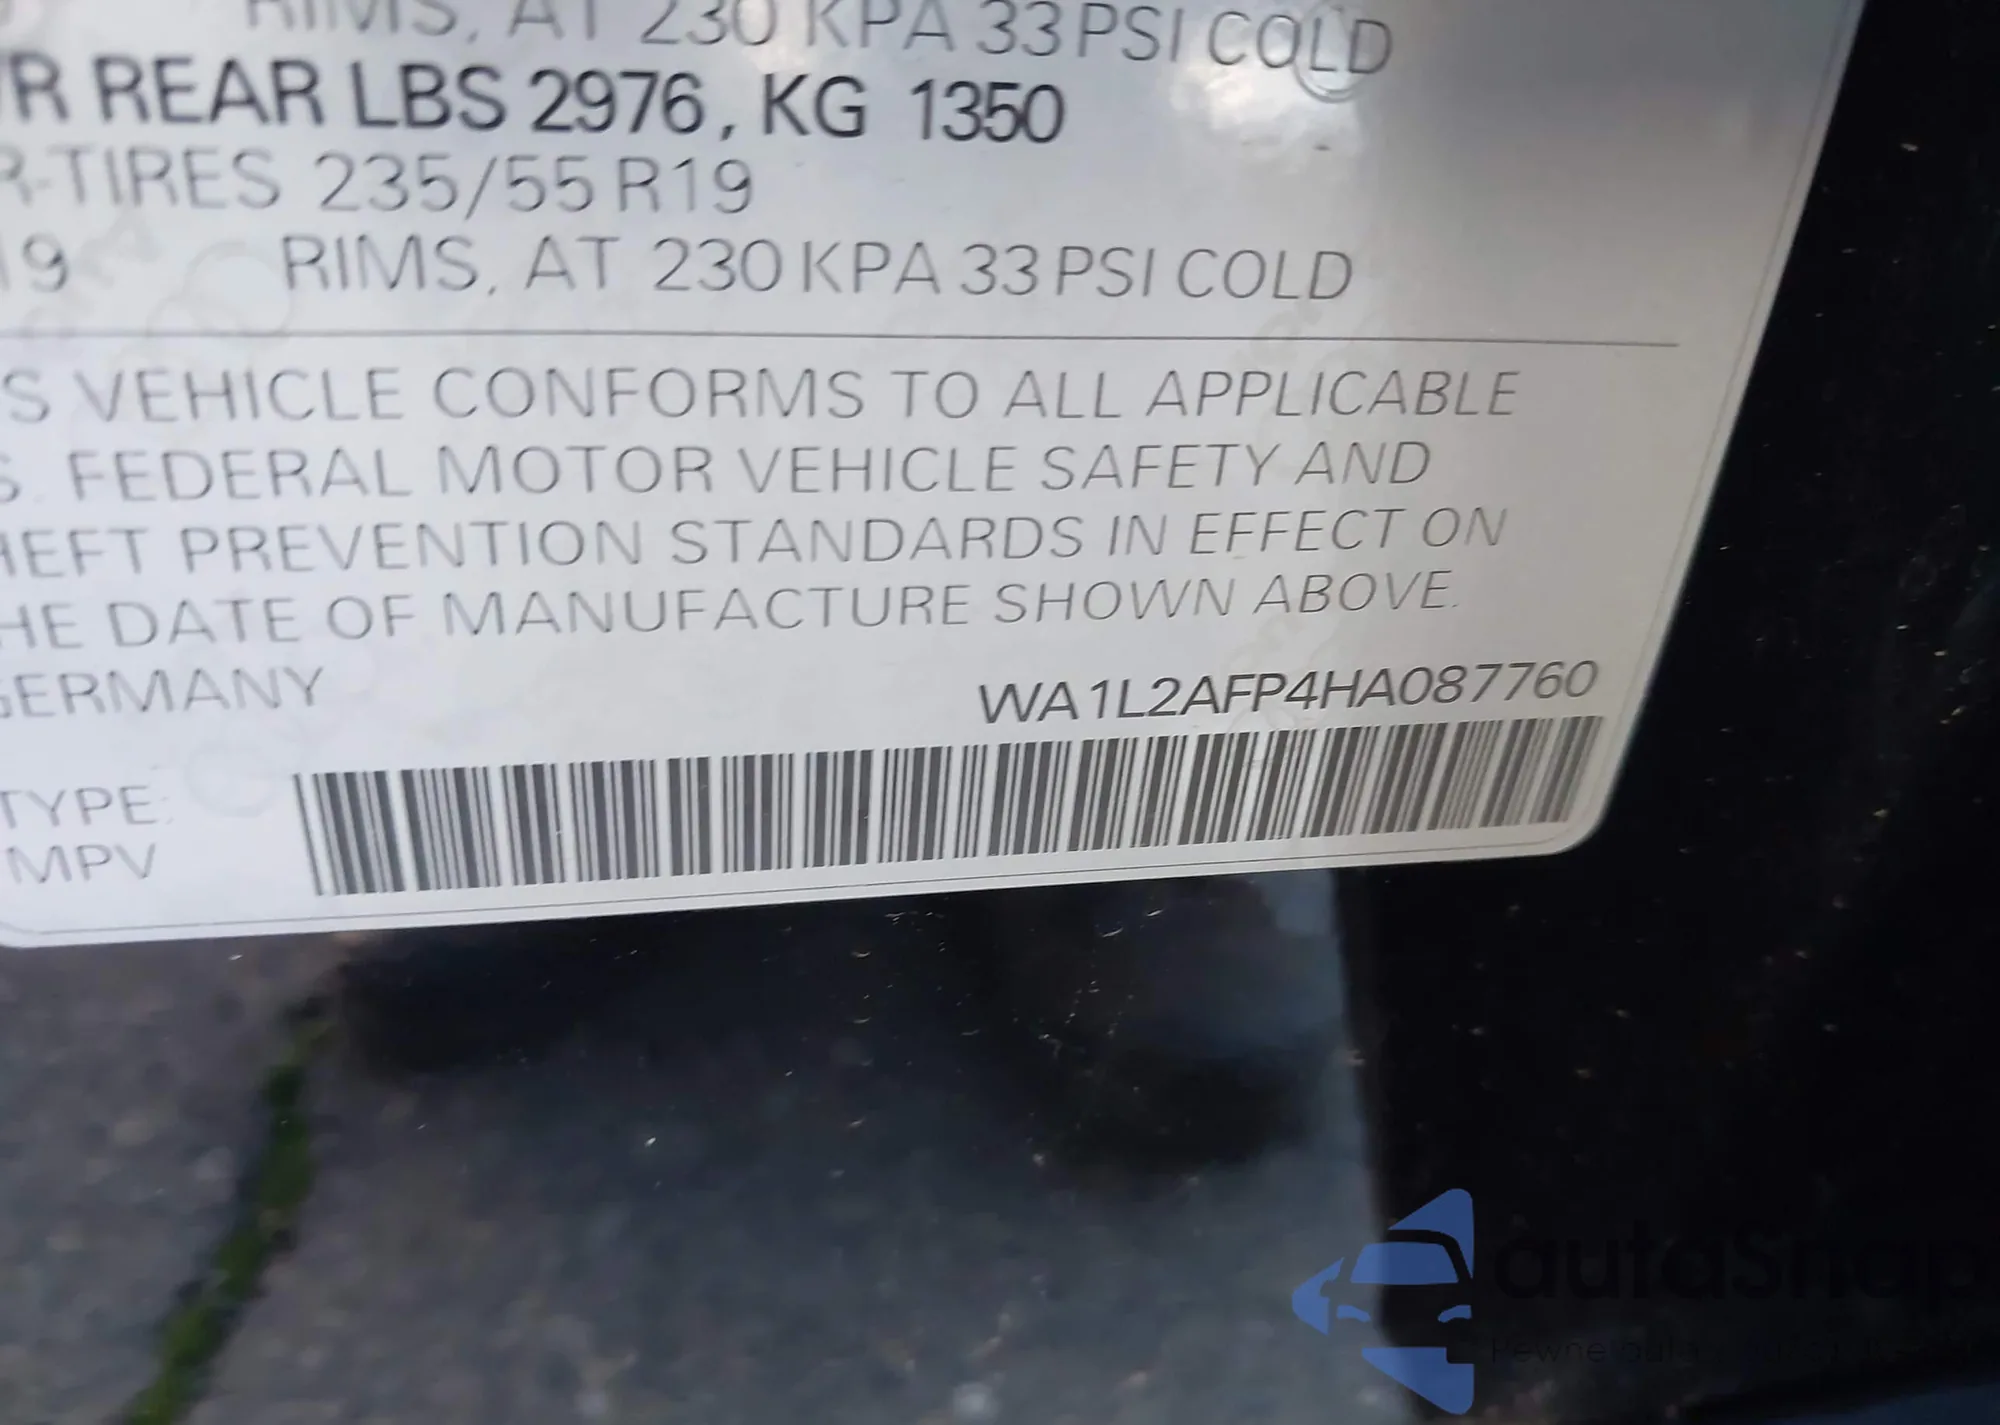 RIMS, AT 230 KPA 33 PSI COLD
R REAR LBS 2976, KG 1350
R-TIRES 235/55 R19
19 RIMS, AT 230 KPA 33 PSI COLD
S VEHICLE CONFORMS TO ALL APPLICABLE
S. FEDERAL MOTOR VEHICLE SAFETY AND
HEFT PREVENTION STANDARDS IN EFFECT ON
HE DATE OF MANUFACTURE SHOWN ABOVE.
GERMANY WA1L2AFP4HA087760
TYPE:
MPV
autaSnap